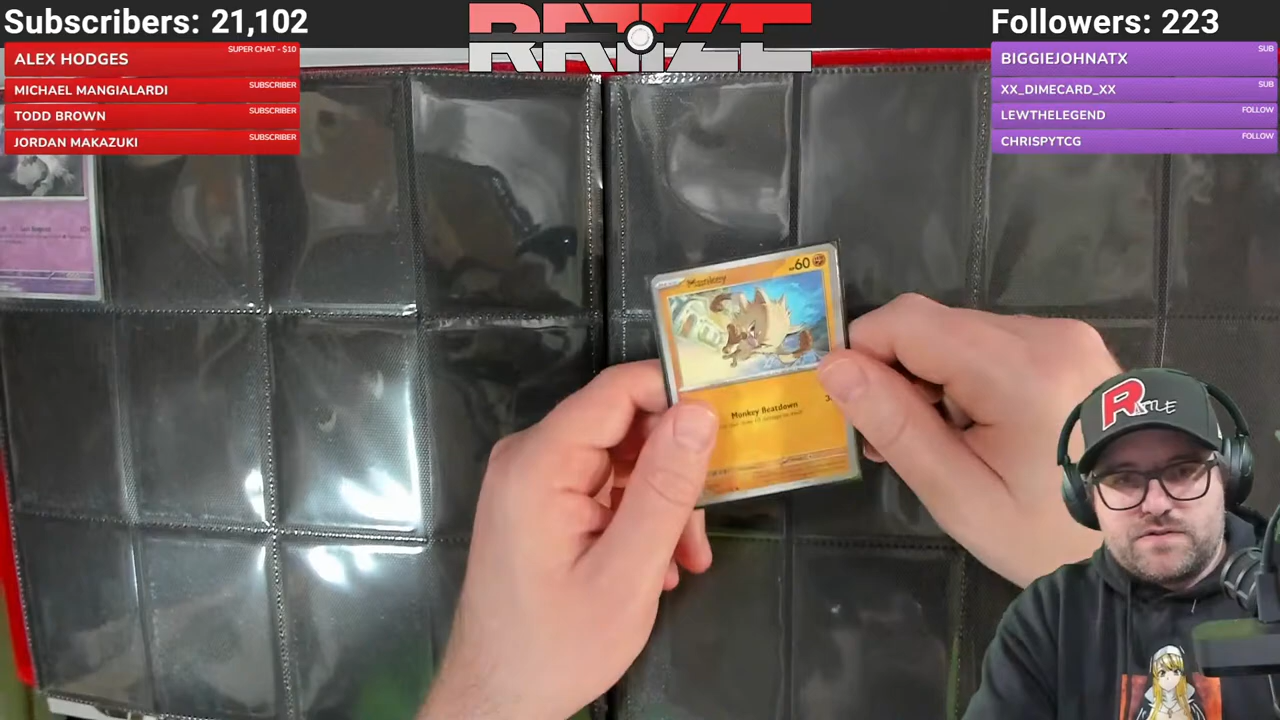 Subscribers: 21,102
ALEX HODGES
SUPER CHAT - $10
MICHAEL MANGIALARDI
SUBSCRIBER
TODD BROWN
SUBSCRIBER
JORDAN MAKAZUKI
SUBSCRIBER
Followers: 223
BIGGIEJOHNATX
SUB
XX_DIMECARD_XX
SUB
LEWTHELEGEND
FOLLOW
CHRISPYTCG
FOLLOW
60
Monkey Beatdown